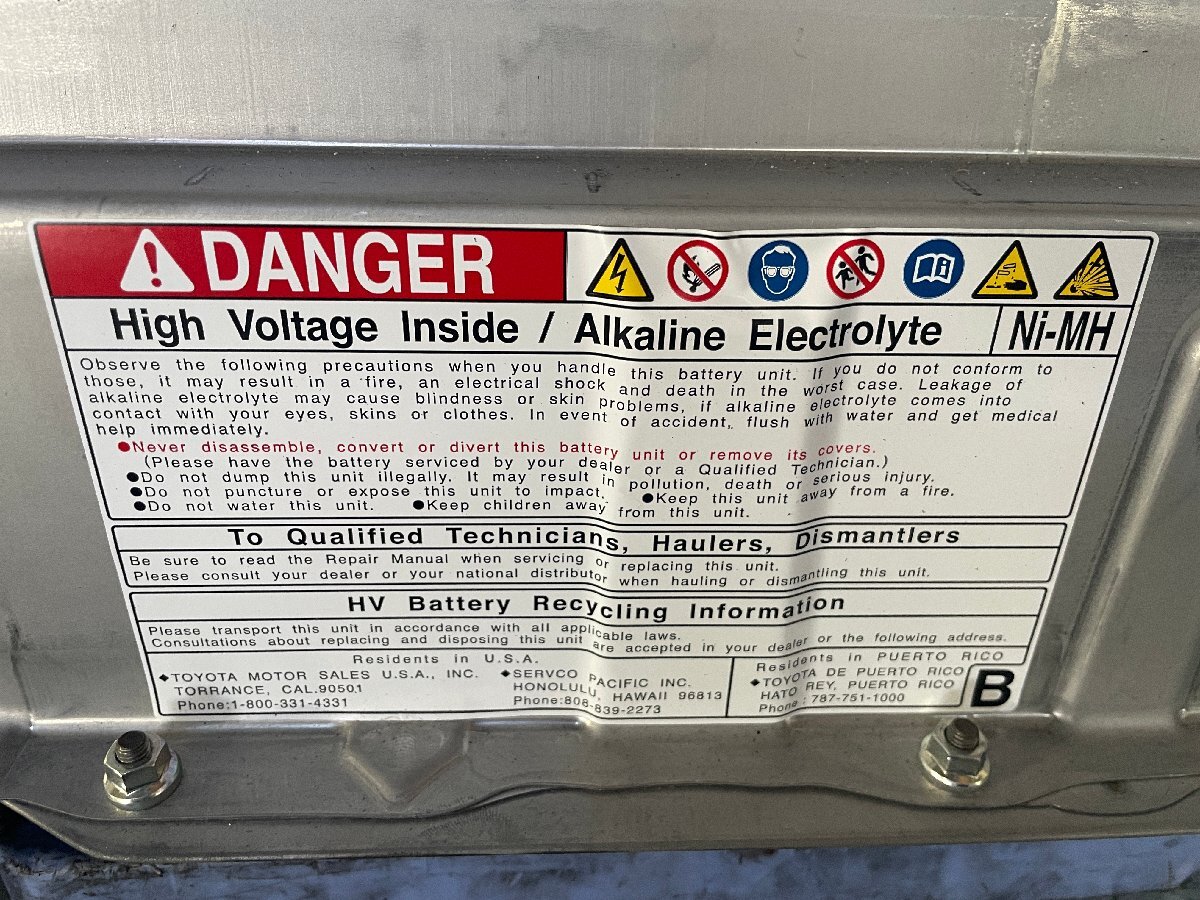 DANGER
High Voltage Inside / Alkaline Electrolyte
Ni-MH
Observe the following precautions when you handle this battery unit. If you do not conform to
those, it may result in a fire, an electrical shock and death in the worst case. Leakage of
alkaline electrolyte may cause blindness or skin problems, if alkaline electrolyte comes into
contact with your eyes, skins or clothes. In event of accident, flush with water and get medical
help immediately.
●Never disassemble, convert or divert this battery unit or remove its covers.
(Please have the battery serviced by your dealer or a Qualified Technician.)
●Do not dump this unit illegally. It may result in pollution, death or serious injury.
●Do not puncture or expose this unit to impact. ●Keep this unit away from a fire.
●Do not water this unit. ●Keep children away from this unit.
To Qualified Technicians, Haulers, Dismantlers
Be sure to read the Repair Manual when servicing or replacing this unit.
Please consult your dealer or your national distributor when hauling or dismantling this unit.
HV Battery Recycling Information
Please transport this unit in accordance with all applicable laws.
Consultations about replacing and disposing this unit are accepted in your dealer or the following address.
Residents in U.S.A.
◆TOYOTA MOTOR SALES U.S.A., INC.
TORRANCE, CAL.90501
Phone:1-800-331-4331
◆SERVCO PACIFIC INC.
HONOLULU, HAWAII 96813
Phone:808-839-2273
Residents in PUERTO RICO
◆TOYOTA DE PUERTO RICO
HATO REY, PUERTO RICO
Phone: 787-751-1000
B